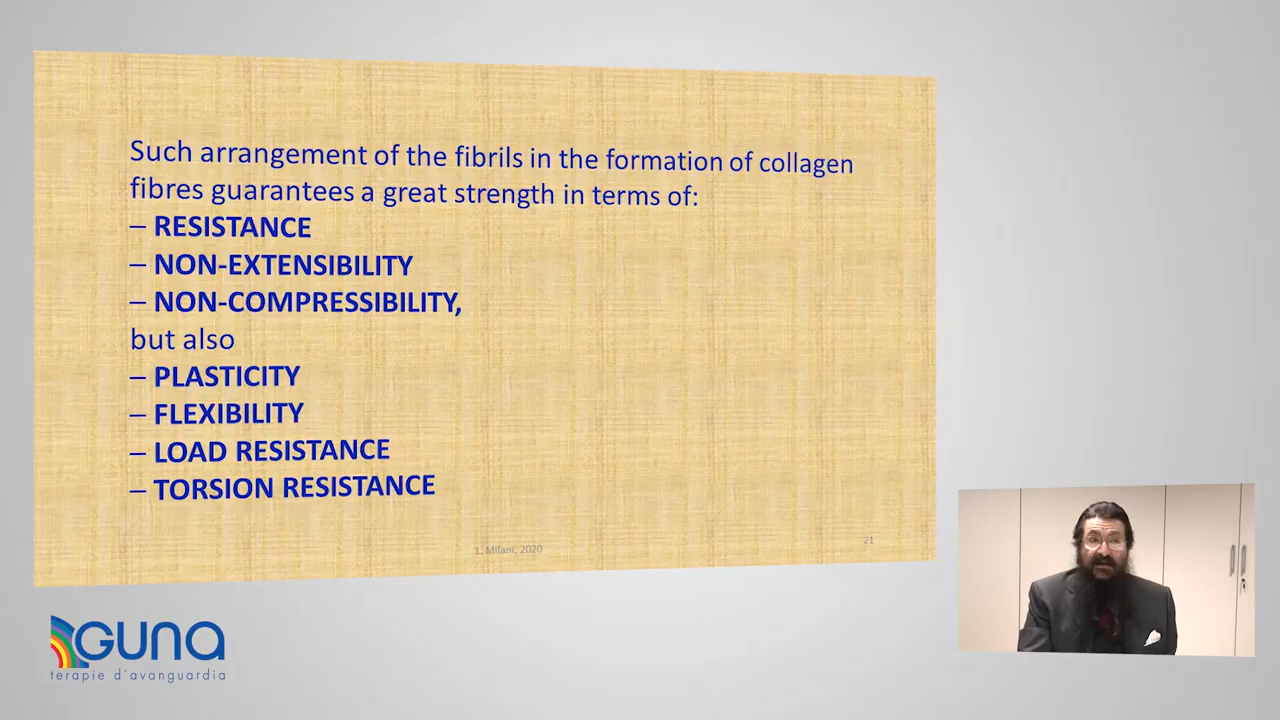 Such arrangement of the fibrils in the formation of collagen
fibres guarantees a great strength in terms of:
– RESISTANCE
– NON-EXTENSIBILITY
– NON-COMPRESSIBILITY,
but also
– PLASTICITY
– FLEXIBILITY
– LOAD RESISTANCE
– TORSION RESISTANCE
L. Milani, 2020
21
GUNA
terapie d'avanguardia